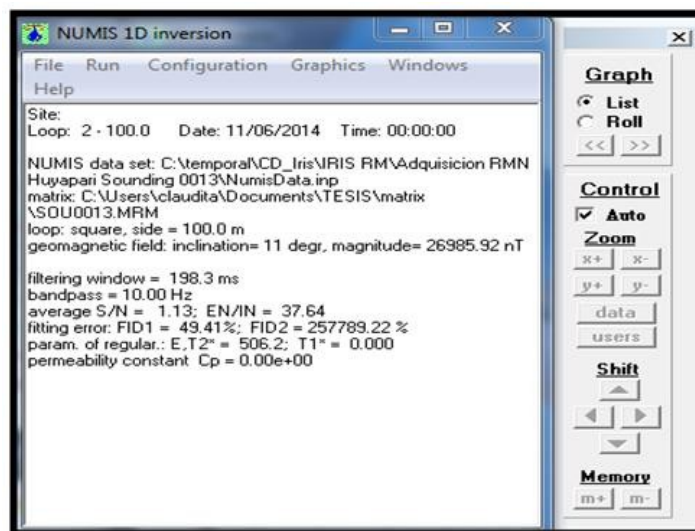 NUMIS 1D inversion
File Run Configuration Graphics Windows
Help
Site:
Loop: 2 - 100.0 Date: 11/06/2014 Time: 00:00:00
NUMIS data set: C:\temporal\CD_Iris\IRIS RM\Adquisicion RMN
Huyapari Sounding 0013\NumisData.inp
matrix: C:\Users\claudita\Documents\TESIS\matrix
\SOU0013.MRM
loop: square, side = 100.0 m
geomagnetic field: inclination= 11 degr, magnitude= 26985.92 nT
filtering window = 198.3 ms
bandpass = 10.00 Hz
average S/N = 1.13; EN/IN = 37.64
fitting error: FID1 = 49.41%; FID2 = 257789.22 %
param. of regular.: E,T2* = 506.2; T1* = 0.000
permeability constant Cp = 0.00e+00
Graph
List
Roll
<< >>
Control
Auto
Zoom
x+ x-
y+ y-
data
users
Shift
Memory
m+ m-